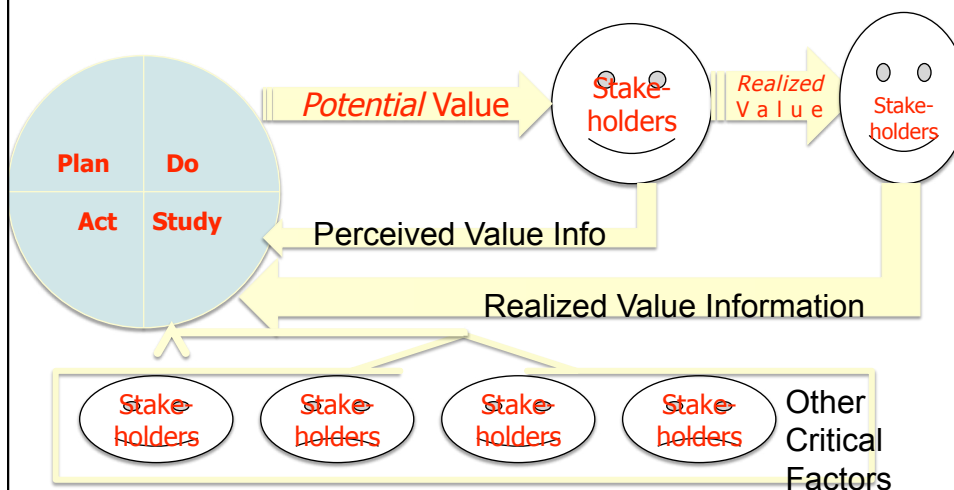 Plan
Do
Act
Study
Potential Value
Stake-
holders
Realized
Value
Stake-
holders
Perceived Value Info
Realized Value Information
Stake-
holders
Stake-
holders
Stake-
holders
Stake-
holders
Other
Critical
Factors